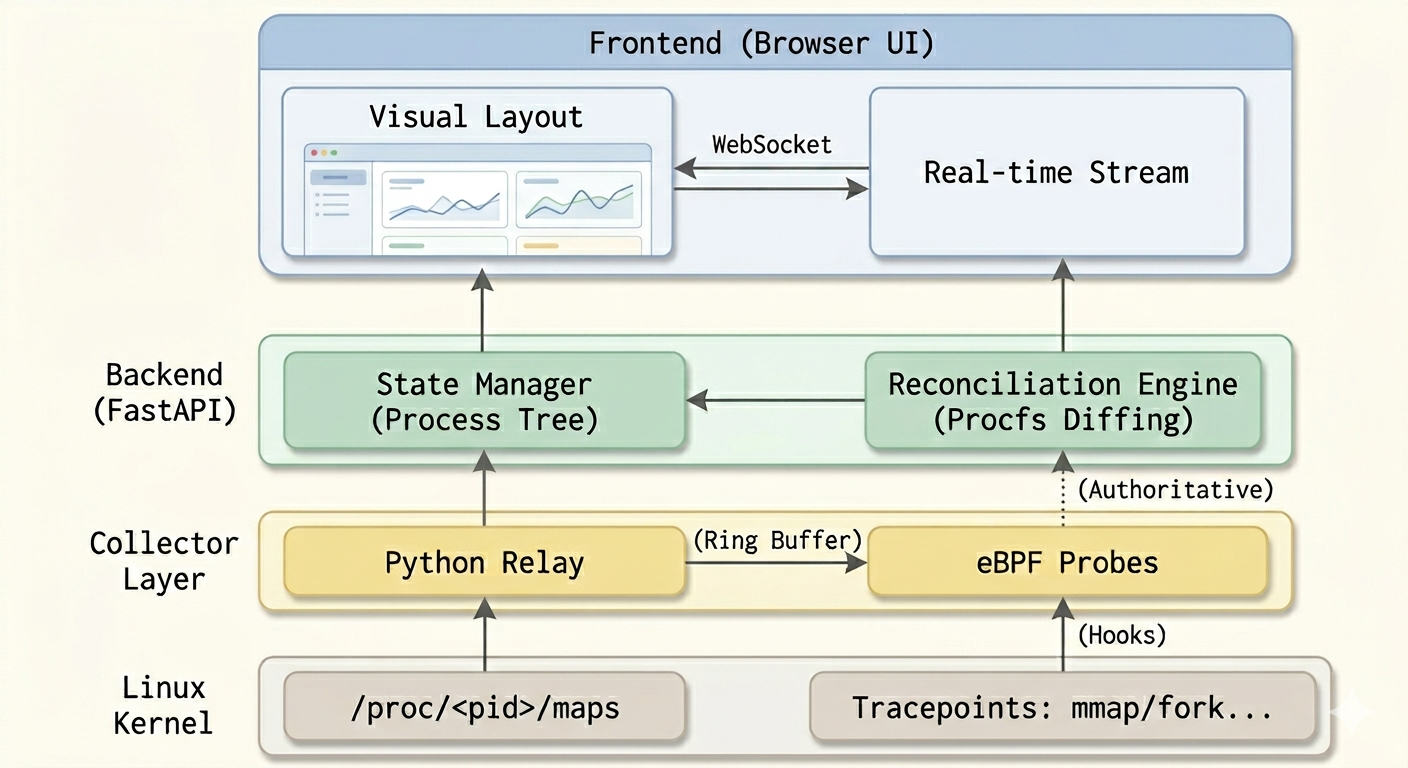 Frontend (Browser UI)
Visual Layout
WebSocket
Real-time Stream
Backend
(FastAPI)
State Manager
(Process Tree)
Reconciliation Engine
(Procfs Diffing)
(Authoritative)
Collector
Layer
Python Relay
(Ring Buffer)
eBPF Probes
(Hooks)
Linux
Kernel
/proc/<pid>/maps
Tracepoints: mmap/fork...